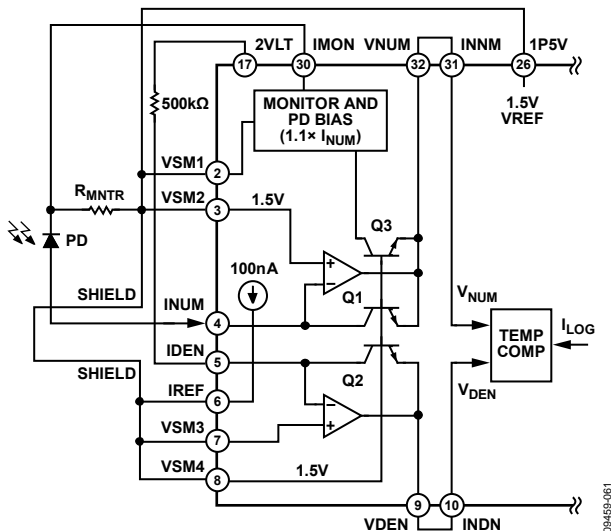 2VLT IMON VNUM INNM 1P5V
17 30 32 31 26
500kΩ
MONITOR AND
PD BIAS
(1.1× INUM)
1.5V
VREF
VSM1
2
RMNTR
VSM2
3
1.5V
Q3
PD
100nA
+
−
SHIELD
INUM
4
Q1
VNUM
IDEN
5
TEMP
COMP
ILOG
SHIELD
Q2
VDEN
IREF
6
−
+
VSM3
7
VSM4
8
1.5V
9 10
VDEN INDN
09459-061